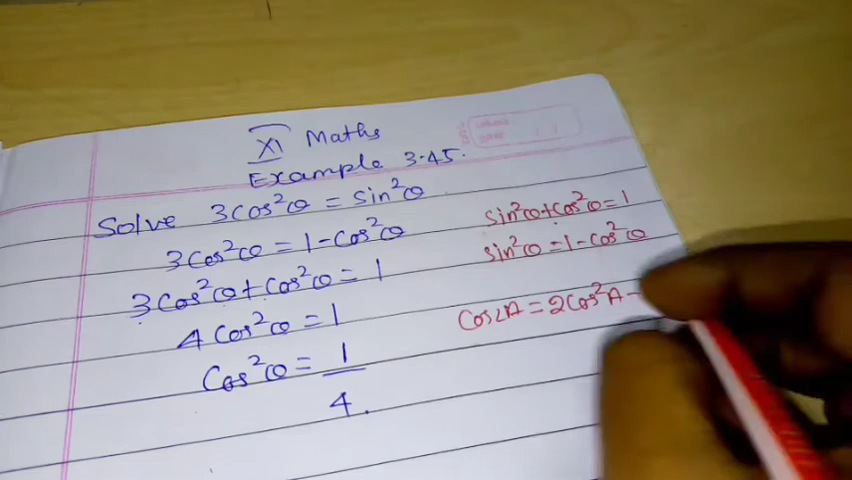 XI Maths
Example 3.45.
Solve 3cos²θ = sin²θ
3cos²θ = 1-cos²θ
3cos²θ + cos²θ = 1
4cos²θ = 1
cos²θ = 1/4.
sin²θ+cos²θ=1
sin²θ=1-cos²θ
cos2A = 2cos²A -